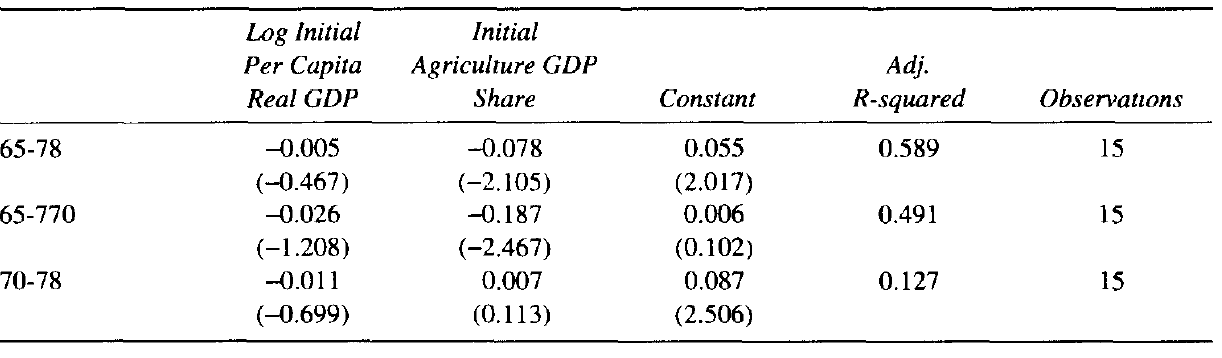 Log Initial Initial
Per Capita Agriculture GDP Adj.
Real GDP Share Constant R-squared Observations
65-78 –0.005 –0.078 0.055 0.589 15
(–0.467) (–2.105) (2.017)
65-770 –0.026 –0.187 0.006 0.491 15
(–1.208) (–2.467) (0.102)
70-78 –0.011 0.007 0.087 0.127 15
(–0.699) (0.113) (2.506)